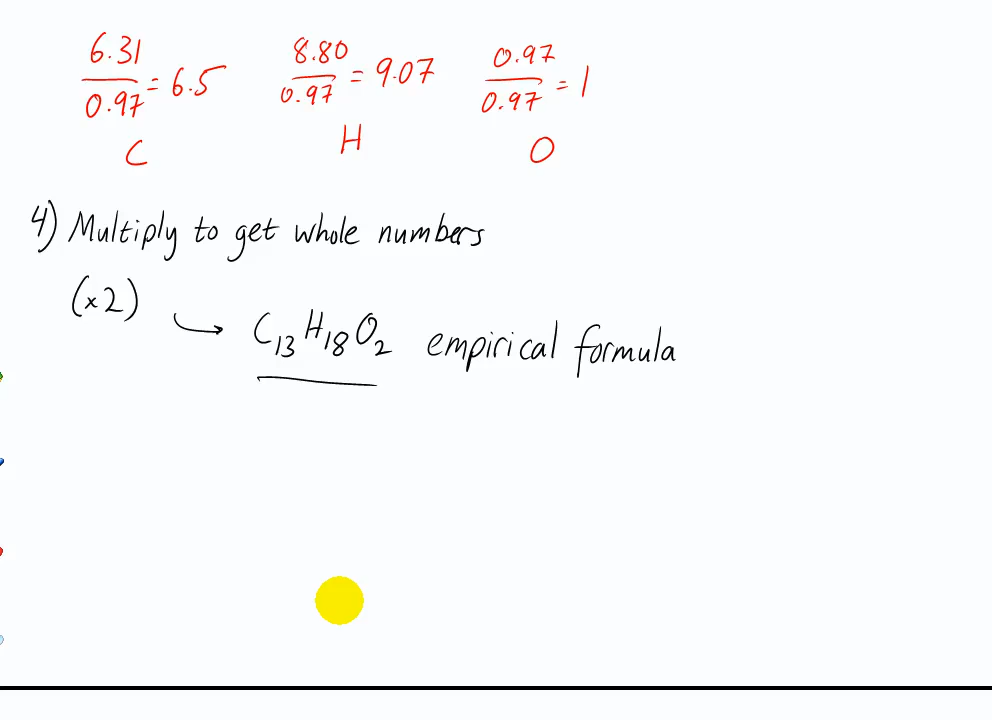 6.31/0.97 = 6.5 8.80/0.97 = 9.07 0.97/0.97 = 1
C H O
4) Multiply to get whole numbers
(×2) → C₁₃H₁₈O₂ empirical formula